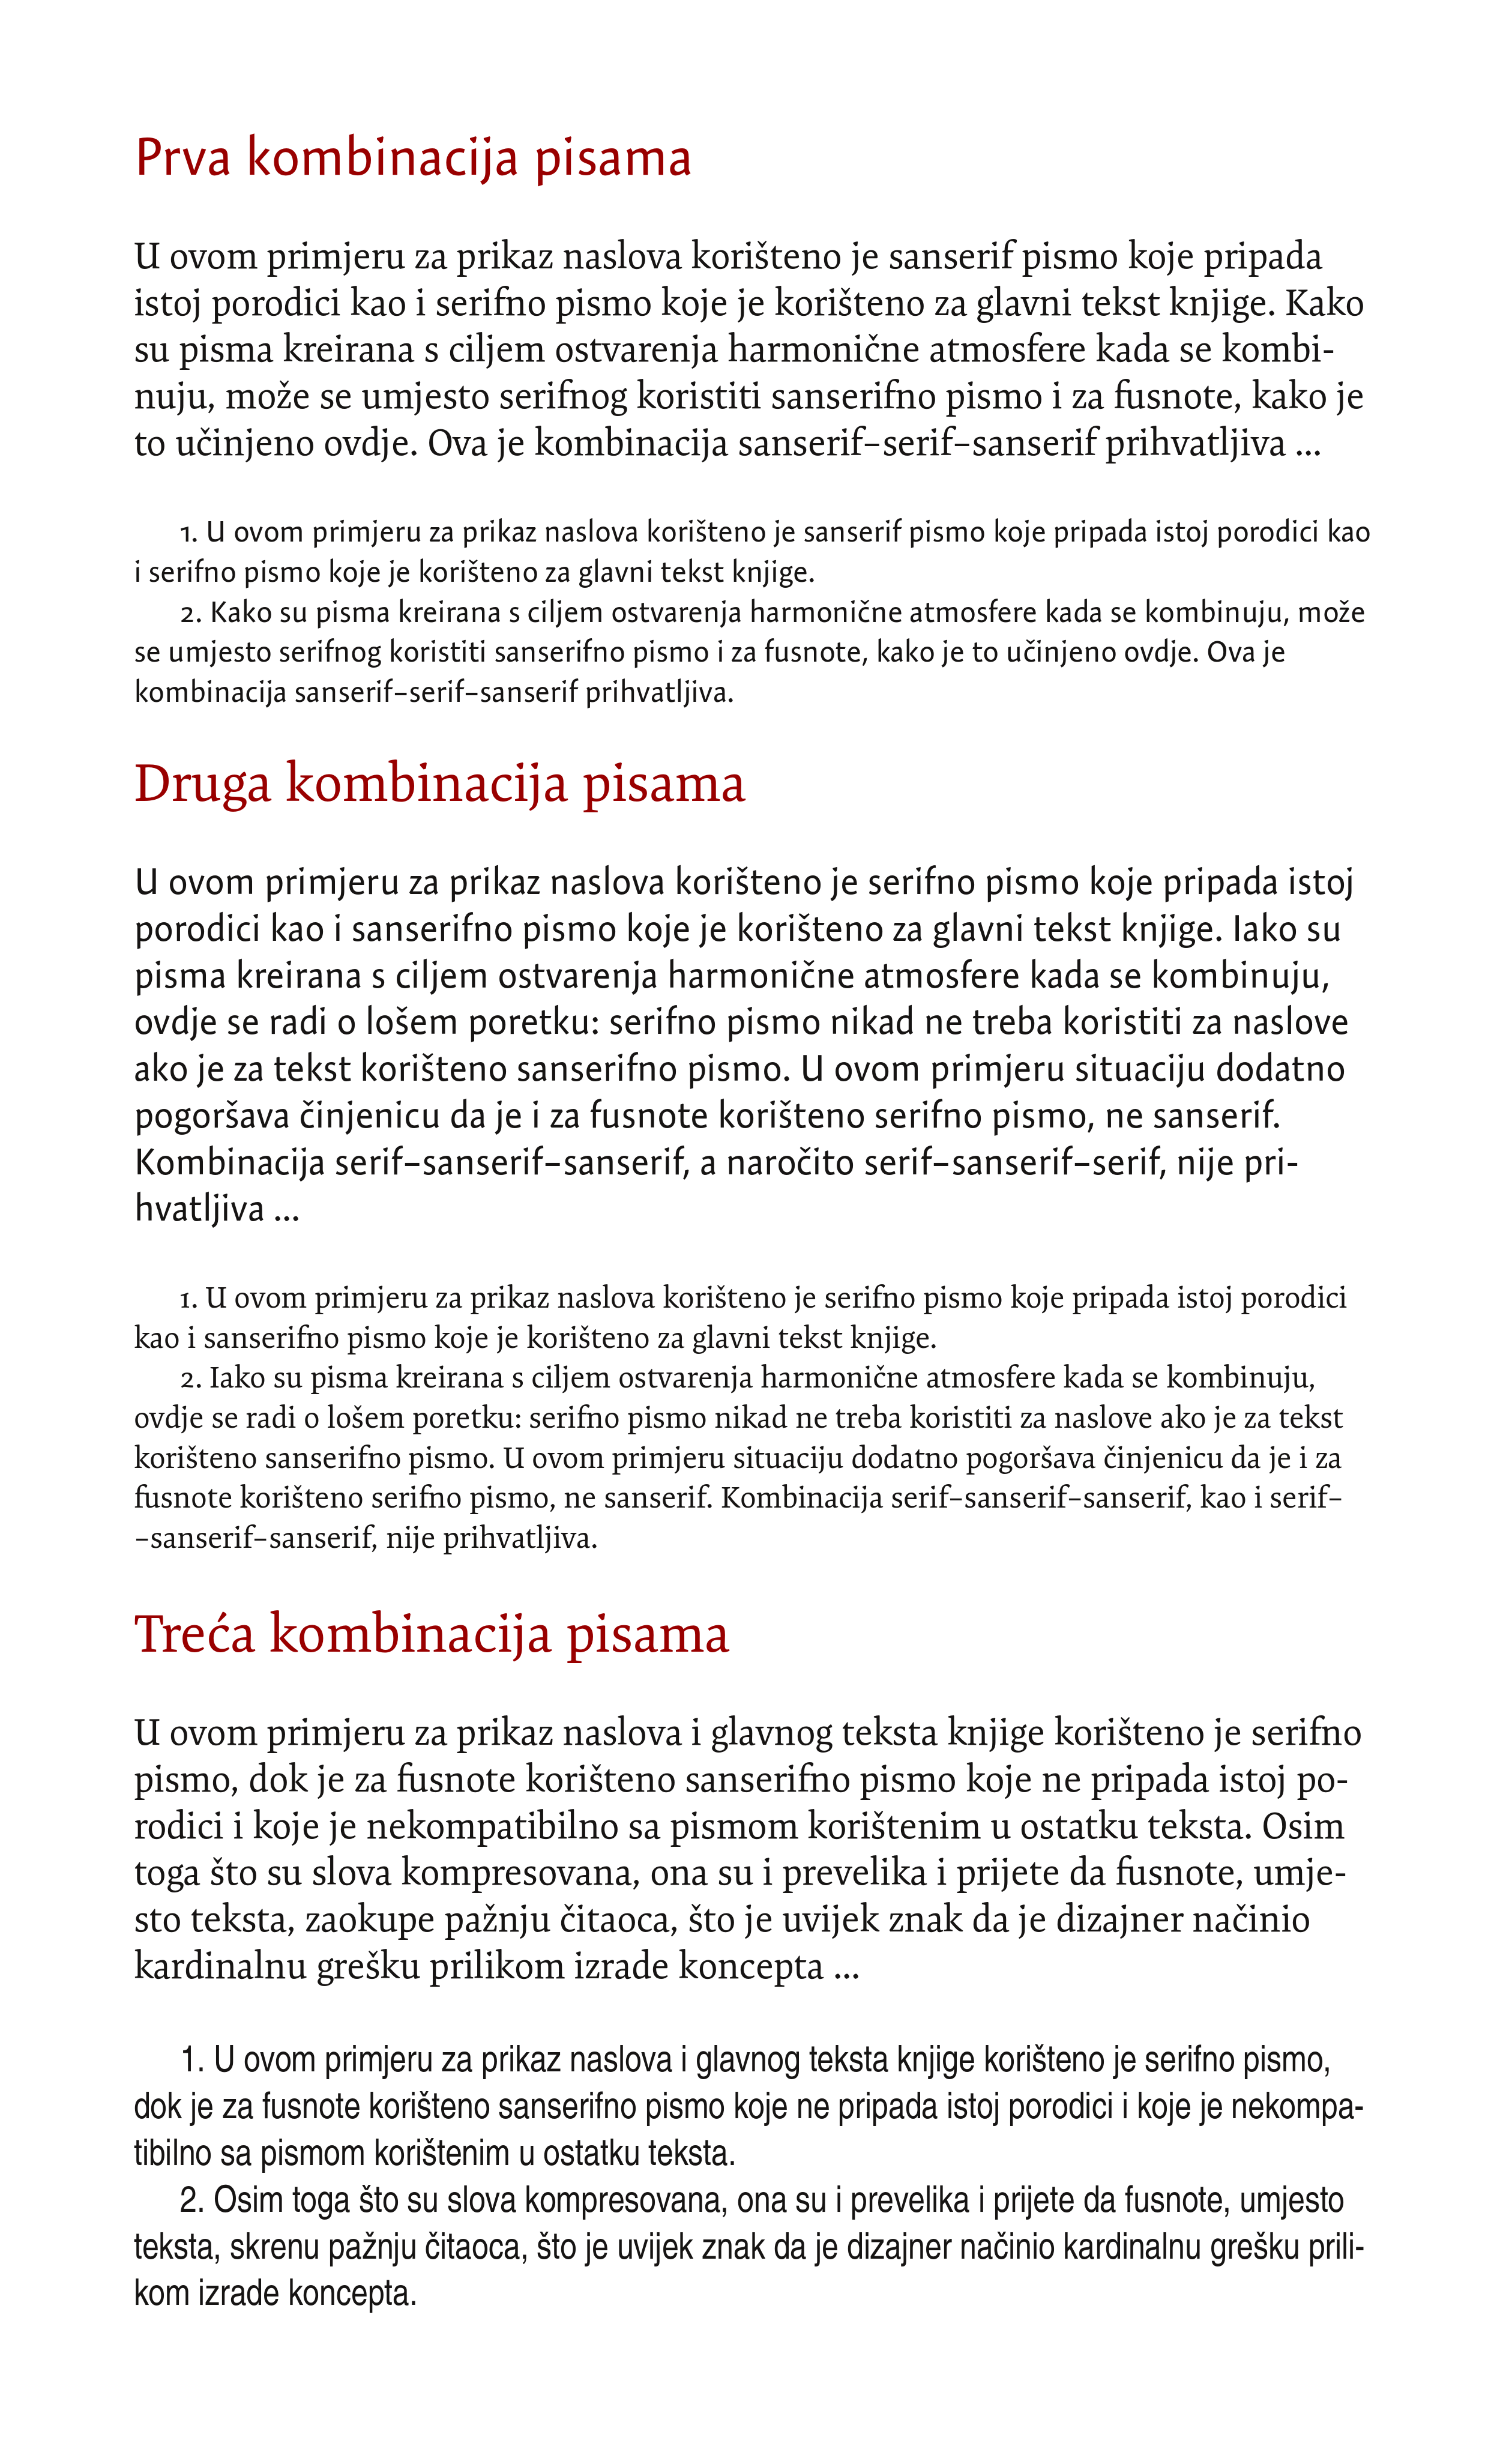 Prva kombinacija pisama
U ovom primjeru za prikaz naslova korišteno je sanserif pismo koje pripada
istoj porodici kao i serifno pismo koje je korišteno za glavni tekst knjige. Kako
su pisma kreirana s ciljem ostvarenja harmonične atmosfere kada se kombi-
nuju, može se umjesto serifnog koristiti sanserifno pismo i za fusnote, kako je
to učinjeno ovdje. Ova je kombinacija sanserif–serif–sanserif prihvatljiva ...
1. U ovom primjeru za prikaz naslova korišteno je sanserif pismo koje pripada istoj porodici kao
i serifno pismo koje je korišteno za glavni tekst knjige.
2. Kako su pisma kreirana s ciljem ostvarenja harmonične atmosfere kada se kombinuju, može
se umjesto serifnog koristiti sanserifno pismo i za fusnote, kako je to učinjeno ovdje. Ova je
kombinacija sanserif–serif–sanserif prihvatljiva.
Druga kombinacija pisama
U ovom primjeru za prikaz naslova korišteno je serifno pismo koje pripada istoj
porodici kao i sanserifno pismo koje je korišteno za glavni tekst knjige. Iako su
pisma kreirana s ciljem ostvarenja harmonične atmosfere kada se kombinuju,
ovdje se radi o lošem poretku: serifno pismo nikad ne treba koristiti za naslove
ako je za tekst korišteno sanserifno pismo. U ovom primjeru situaciju dodatno
pogoršava činjenicu da je i za fusnote korišteno serifno pismo, ne sanserif.
Kombinacija serif–sanserif–sanserif, a naročito serif–sanserif–serif, nije pri-
hvatljiva ...
1. U ovom primjeru za prikaz naslova korišteno je serifno pismo koje pripada istoj porodici
kao i sanserifno pismo koje je korišteno za glavni tekst knjige.
2. Iako su pisma kreirana s ciljem ostvarenja harmonične atmosfere kada se kombinuju,
ovdje se radi o lošem poretku: serifno pismo nikad ne treba koristiti za naslove ako je za tekst
korišteno sanserifno pismo. U ovom primjeru situaciju dodatno pogoršava činjenicu da je i za
fusnote korišteno serifno pismo, ne sanserif. Kombinacija serif–sanserif–sanserif, kao i serif–
–sanserif–sanserif, nije prihvatljiva.
Treća kombinacija pisama
U ovom primjeru za prikaz naslova i glavnog teksta knjige korišteno je serifno
pismo, dok je za fusnote korišteno sanserifno pismo koje ne pripada istoj po-
rodici i koje je nekompatibilno sa pismom korištenim u ostatku teksta. Osim
toga što su slova kompresovana, ona su i prevelika i prijete da fusnote, umje-
sto teksta, zaokupe pažnju čitaoca, što je uvijek znak da je dizajner načinio
kardinalnu grešku prilikom izrade koncepta ...
1. U ovom primjeru za prikaz naslova i glavnog teksta knjige korišteno je serifno pismo,
dok je za fusnote korišteno sanserifno pismo koje ne pripada istoj porodici i koje je nekompa-
tibilno sa pismom korištenim u ostatku teksta.
2. Osim toga što su slova kompresovana, ona su i prevelika i prijete da fusnote, umjesto
teksta, skrenu pažnju čitaoca, što je uvijek znak da je dizajner načinio kardinalnu grešku prili-
kom izrade koncepta.